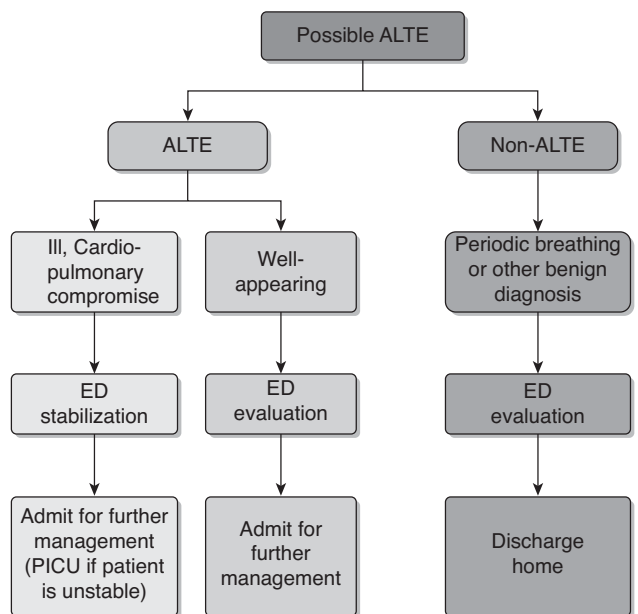 Possible ALTE
ALTE
Non-ALTE
Ill, Cardio-
pulmonary
compromise
Well-
appearing
Periodic breathing
or other benign
diagnosis
ED
stabilization
ED
evaluation
ED
evaluation
Admit for further
management
(PICU if patient
is unstable)
Admit for
further
management
Discharge
home